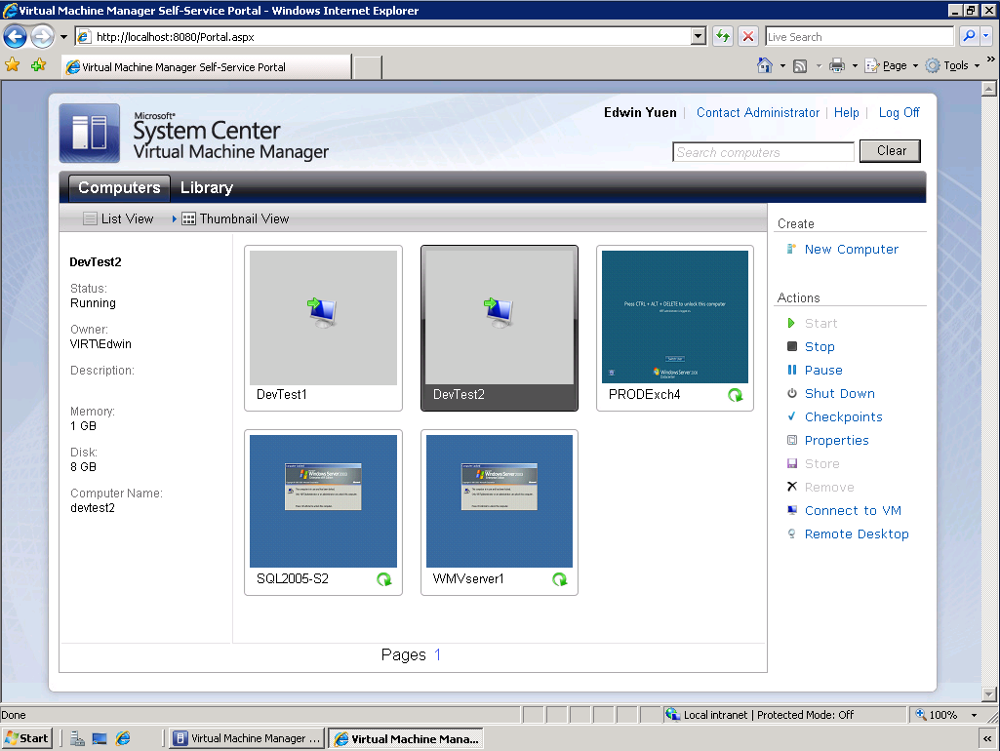 Virtual Machine Manager Self-Service Portal - Windows Internet Explorer
http://localhost:8080/Portal.aspx
Live Search
Virtual Machine Manager Self-Service Portal
Page
Tools
Microsoft®
System Center
Virtual Machine Manager
Edwin Yuen | Contact Administrator | Help | Log Off
Search computers
Clear
Computers
Library
List View
Thumbnail View
DevTest2
Status:
Running
Owner:
VIRT\Edwin
Description:
Memory:
1 GB
Disk:
8 GB
Computer Name:
devtest2
DevTest1
DevTest2
Press CTRL + ALT + DELETE to unlock this computer
WindowsServer
PRODExch4
WindowsServer
SQL2005-S2
WindowsServer
WMVserver1
Pages 1
Create
New Computer
Actions
Start
Stop
Pause
Shut Down
Checkpoints
Properties
Store
Remove
Connect to VM
Remote Desktop
Done
Local intranet | Protected Mode: Off
100%
Start
Virtual Machine Manager ...
Virtual Machine Mana...